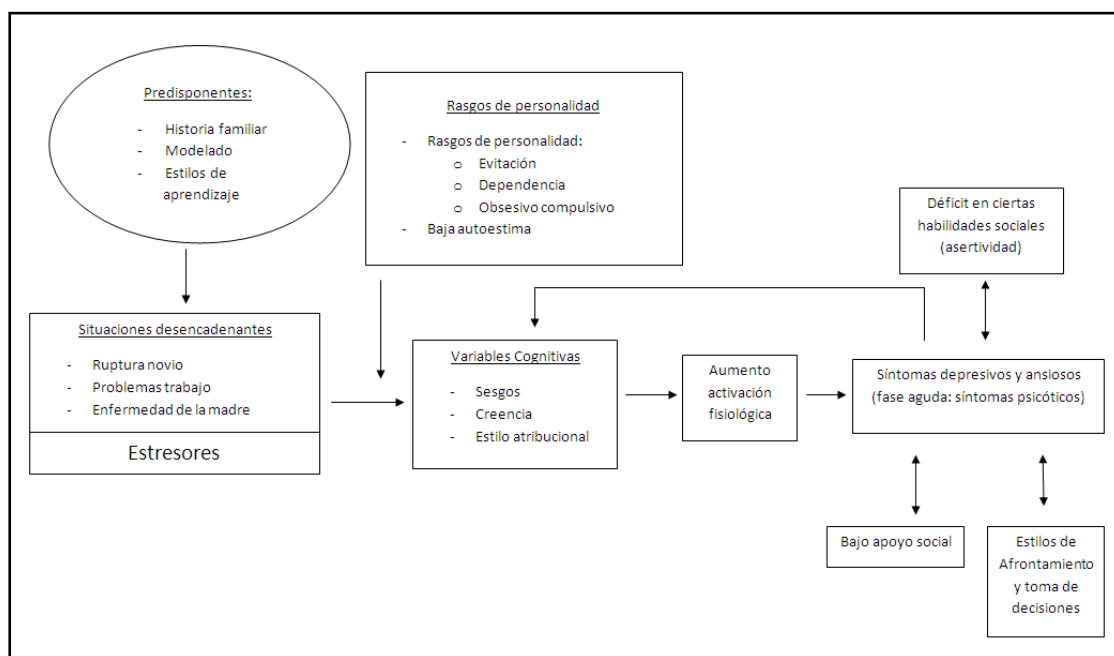 Predisponentes:
- Historia familiar
- Modelado
- Estilos de
aprendizaje
Rasgos de personalidad
- Rasgos de personalidad:
o Evitación
o Dependencia
o Obsesivo compulsivo
- Baja autoestima
Déficit en ciertas
habilidades sociales
(asertividad)
Situaciones desencadenantes
- Ruptura novio
- Problemas trabajo
- Enfermedad de la madre
Estresores
Variables Cognitivas
- Sesgos
- Creencia
- Estilo atribucional
Aumento
activación
fisiológica
Síntomas depresivos y ansiosos
(fase aguda: síntomas psicóticos)
Bajo apoyo social
Estilos de
Afrontamiento
y toma de
decisiones